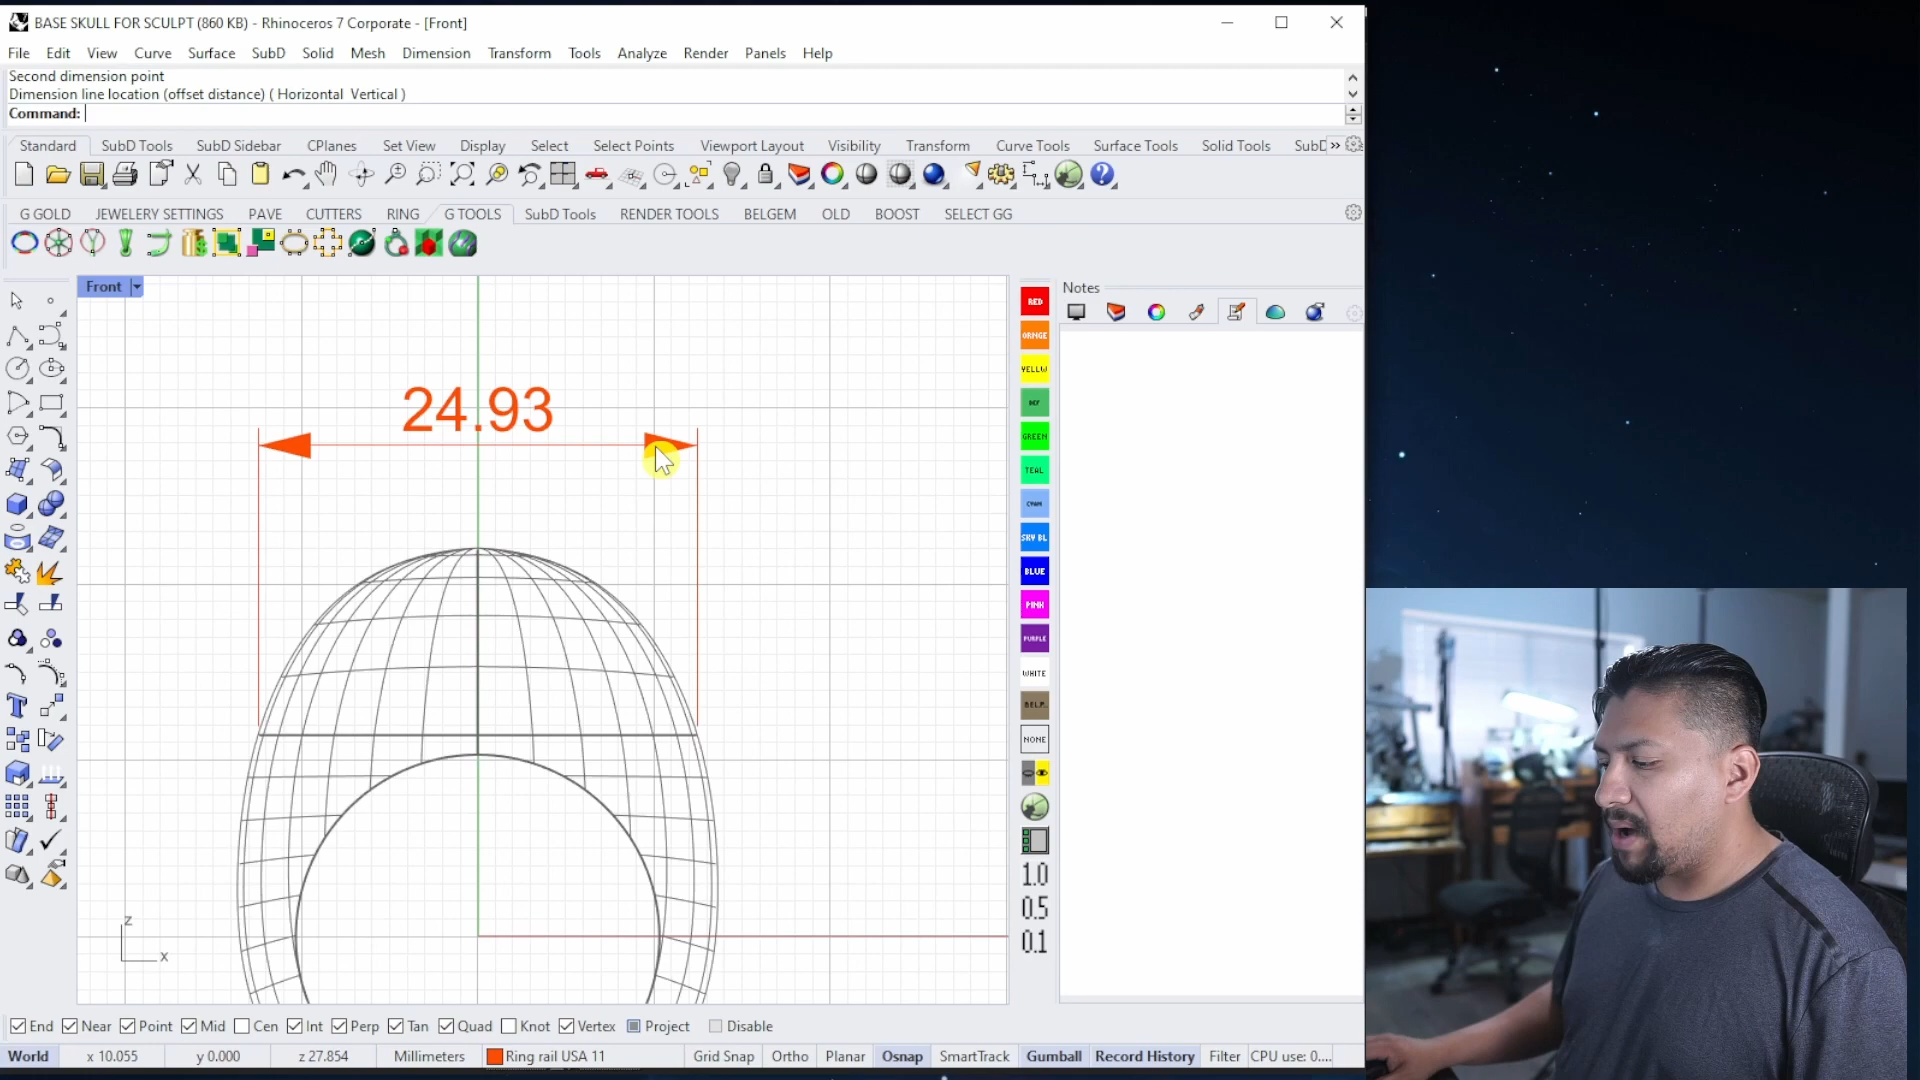 BASE SKULL FOR SCULPT (860 KB) - Rhinoceros 7 Corporate - [Front]
File Edit View Curve Surface SubD Solid Mesh Dimension Transform Tools Analyze Render Panels Help
Second dimension point
Dimension line location (offset distance) ( Horizontal Vertical )
Command:
Standard SubD Tools SubD Sidebar CPlanes Set View Display Select Select Points Viewport Layout Visibility Transform Curve Tools Surface Tools Solid Tools SubD »
G GOLD JEWELERY SETTINGS PAVE CUTTERS RING G TOOLS SubD Tools RENDER TOOLS BELGEM OLD BOOST SELECT GG
Front
Notes
RED
ORNGE
YELLW
GREEN
TEAL
CYAN
SKY BL
BLUE
PINK
PURPLE
WHITE
NONE
1.0
0.5
0.1
24.93
z
x
End Near Point Mid Cen Int Perp Tan Quad Knot Vertex Project Disable
World x 10.055 y 0.000 z 27.854 Millimeters Ring rail USA 11 Grid Snap Ortho Planar Osnap SmartTrack Gumball Record History Filter CPU use: 0....